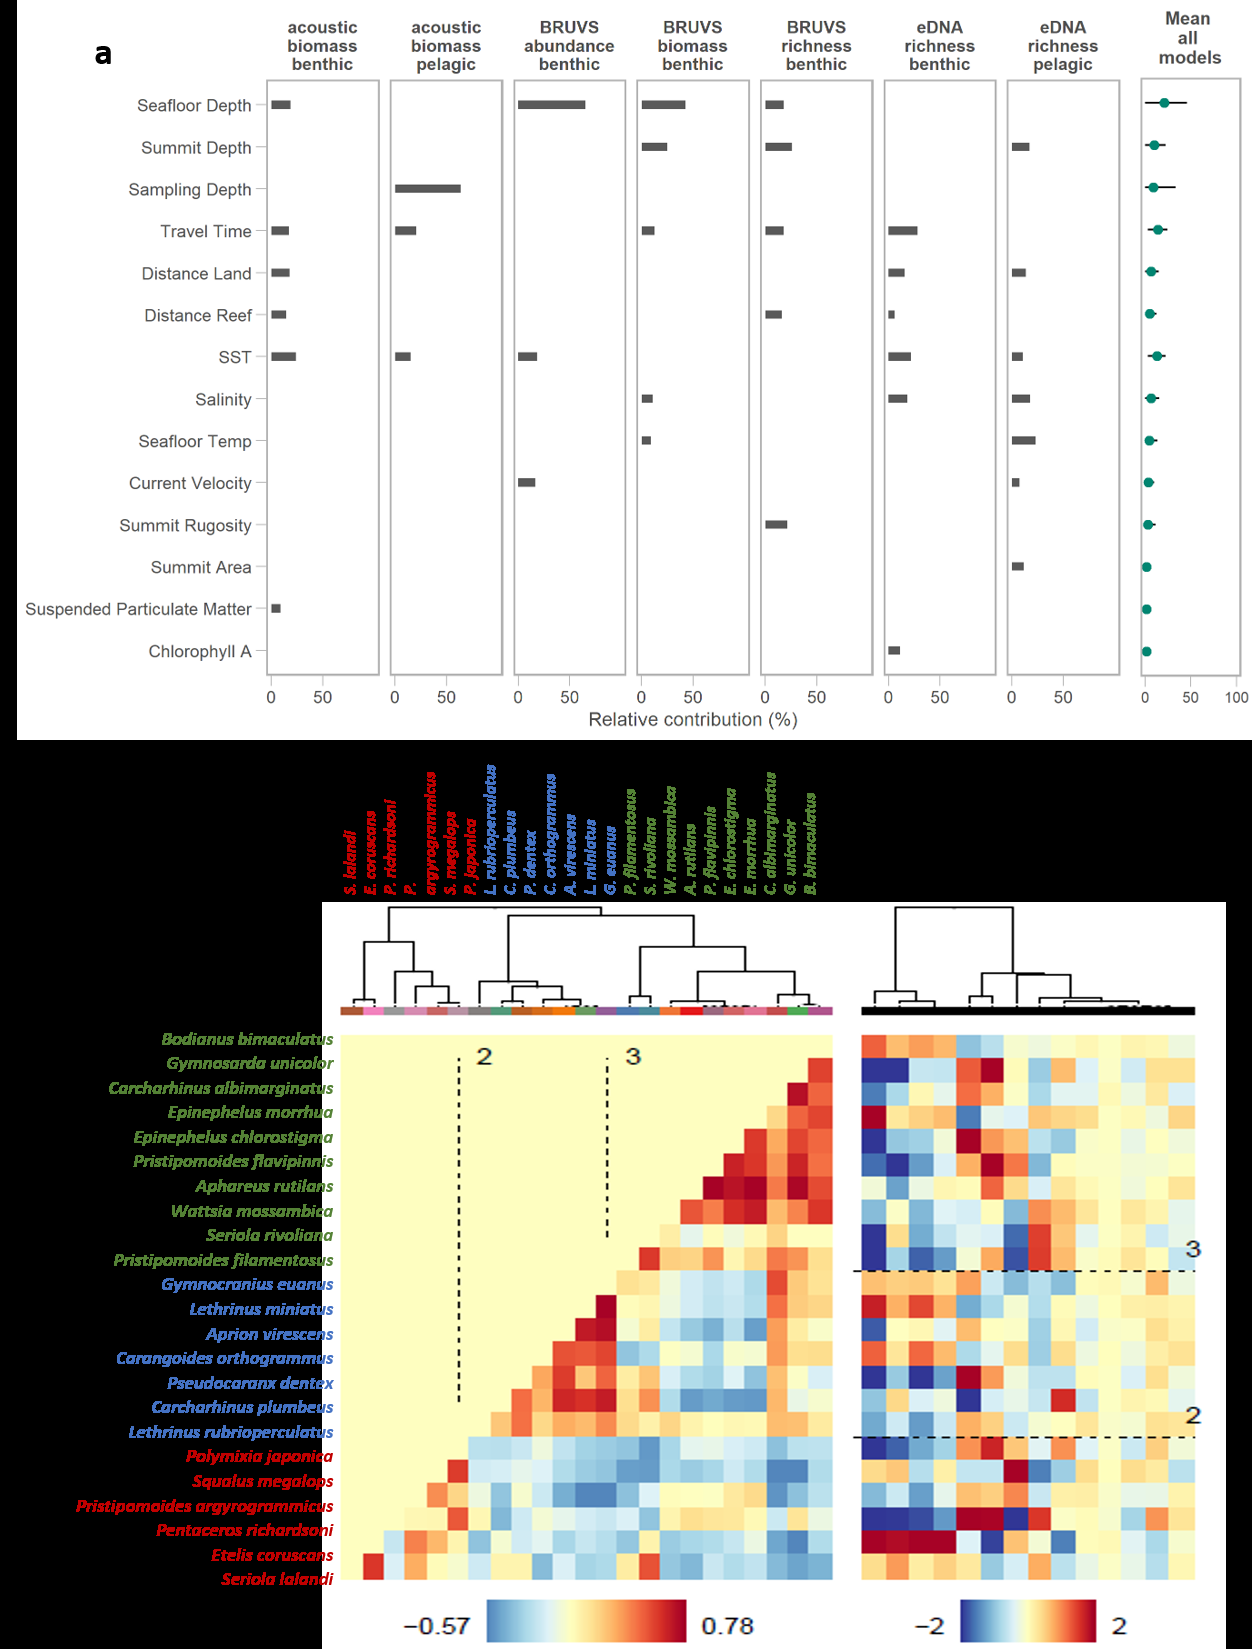 a
acoustic
biomass
benthic
acoustic
biomass
pelagic
BRUVS
abundance
benthic
BRUVS
biomass
benthic
BRUVS
richness
benthic
eDNA
richness
benthic
eDNA
richness
pelagic
Mean
all
models
Seafloor Depth
Summit Depth
Sampling Depth
Travel Time
Distance Land
Distance Reef
SST
Salinity
Seafloor Temp
Current Velocity
Summit Rugosity
Summit Area
Suspended Particulate Matter
Chlorophyll A
0 50 0 50 0 50 0 50 0 50 0 50 0 50 0 50 100
Relative contribution (%)
S. lalandi
E. coruscans
P. richardsoni
P.
argyrogrammicus
S. megalops
P. japonica
L. rubrioperculatus
C. plumbeus
P. dentex
C. orthogrammus
A. virescens
L. miniatus
G. euanus
P. filamentosus
S. rivoliana
W. mossambica
A. rutilans
P. flavipinnis
E. chlorostigma
E. morrhua
C. albimarginatus
G. unicolor
B. bimaculatus
Bodianus bimaculatus
2 3
Gymnosarda unicolor
Carcharhinus albimarginatus
Epinephelus morrhua
Epinephelus chlorostigma
Pristipomoides flavipinnis
Aphareus rutilans
Wattsia mossambica
Seriola rivoliana
3
Pristipomoides filamentosus
Gymnocranius euanus
Lethrinus miniatus
Aprion virescens
Carangoides orthogrammus
Pseudocaranx dentex
Carcharhinus plumbeus
2
Lethrinus rubrioperculatus
Polymixia japonica
Squalus megalops
Pristipomoides argyrogrammicus
Pentaceros richardsoni
Etelis coruscans
Seriola lalandi
−0.57 0.78 −2 2